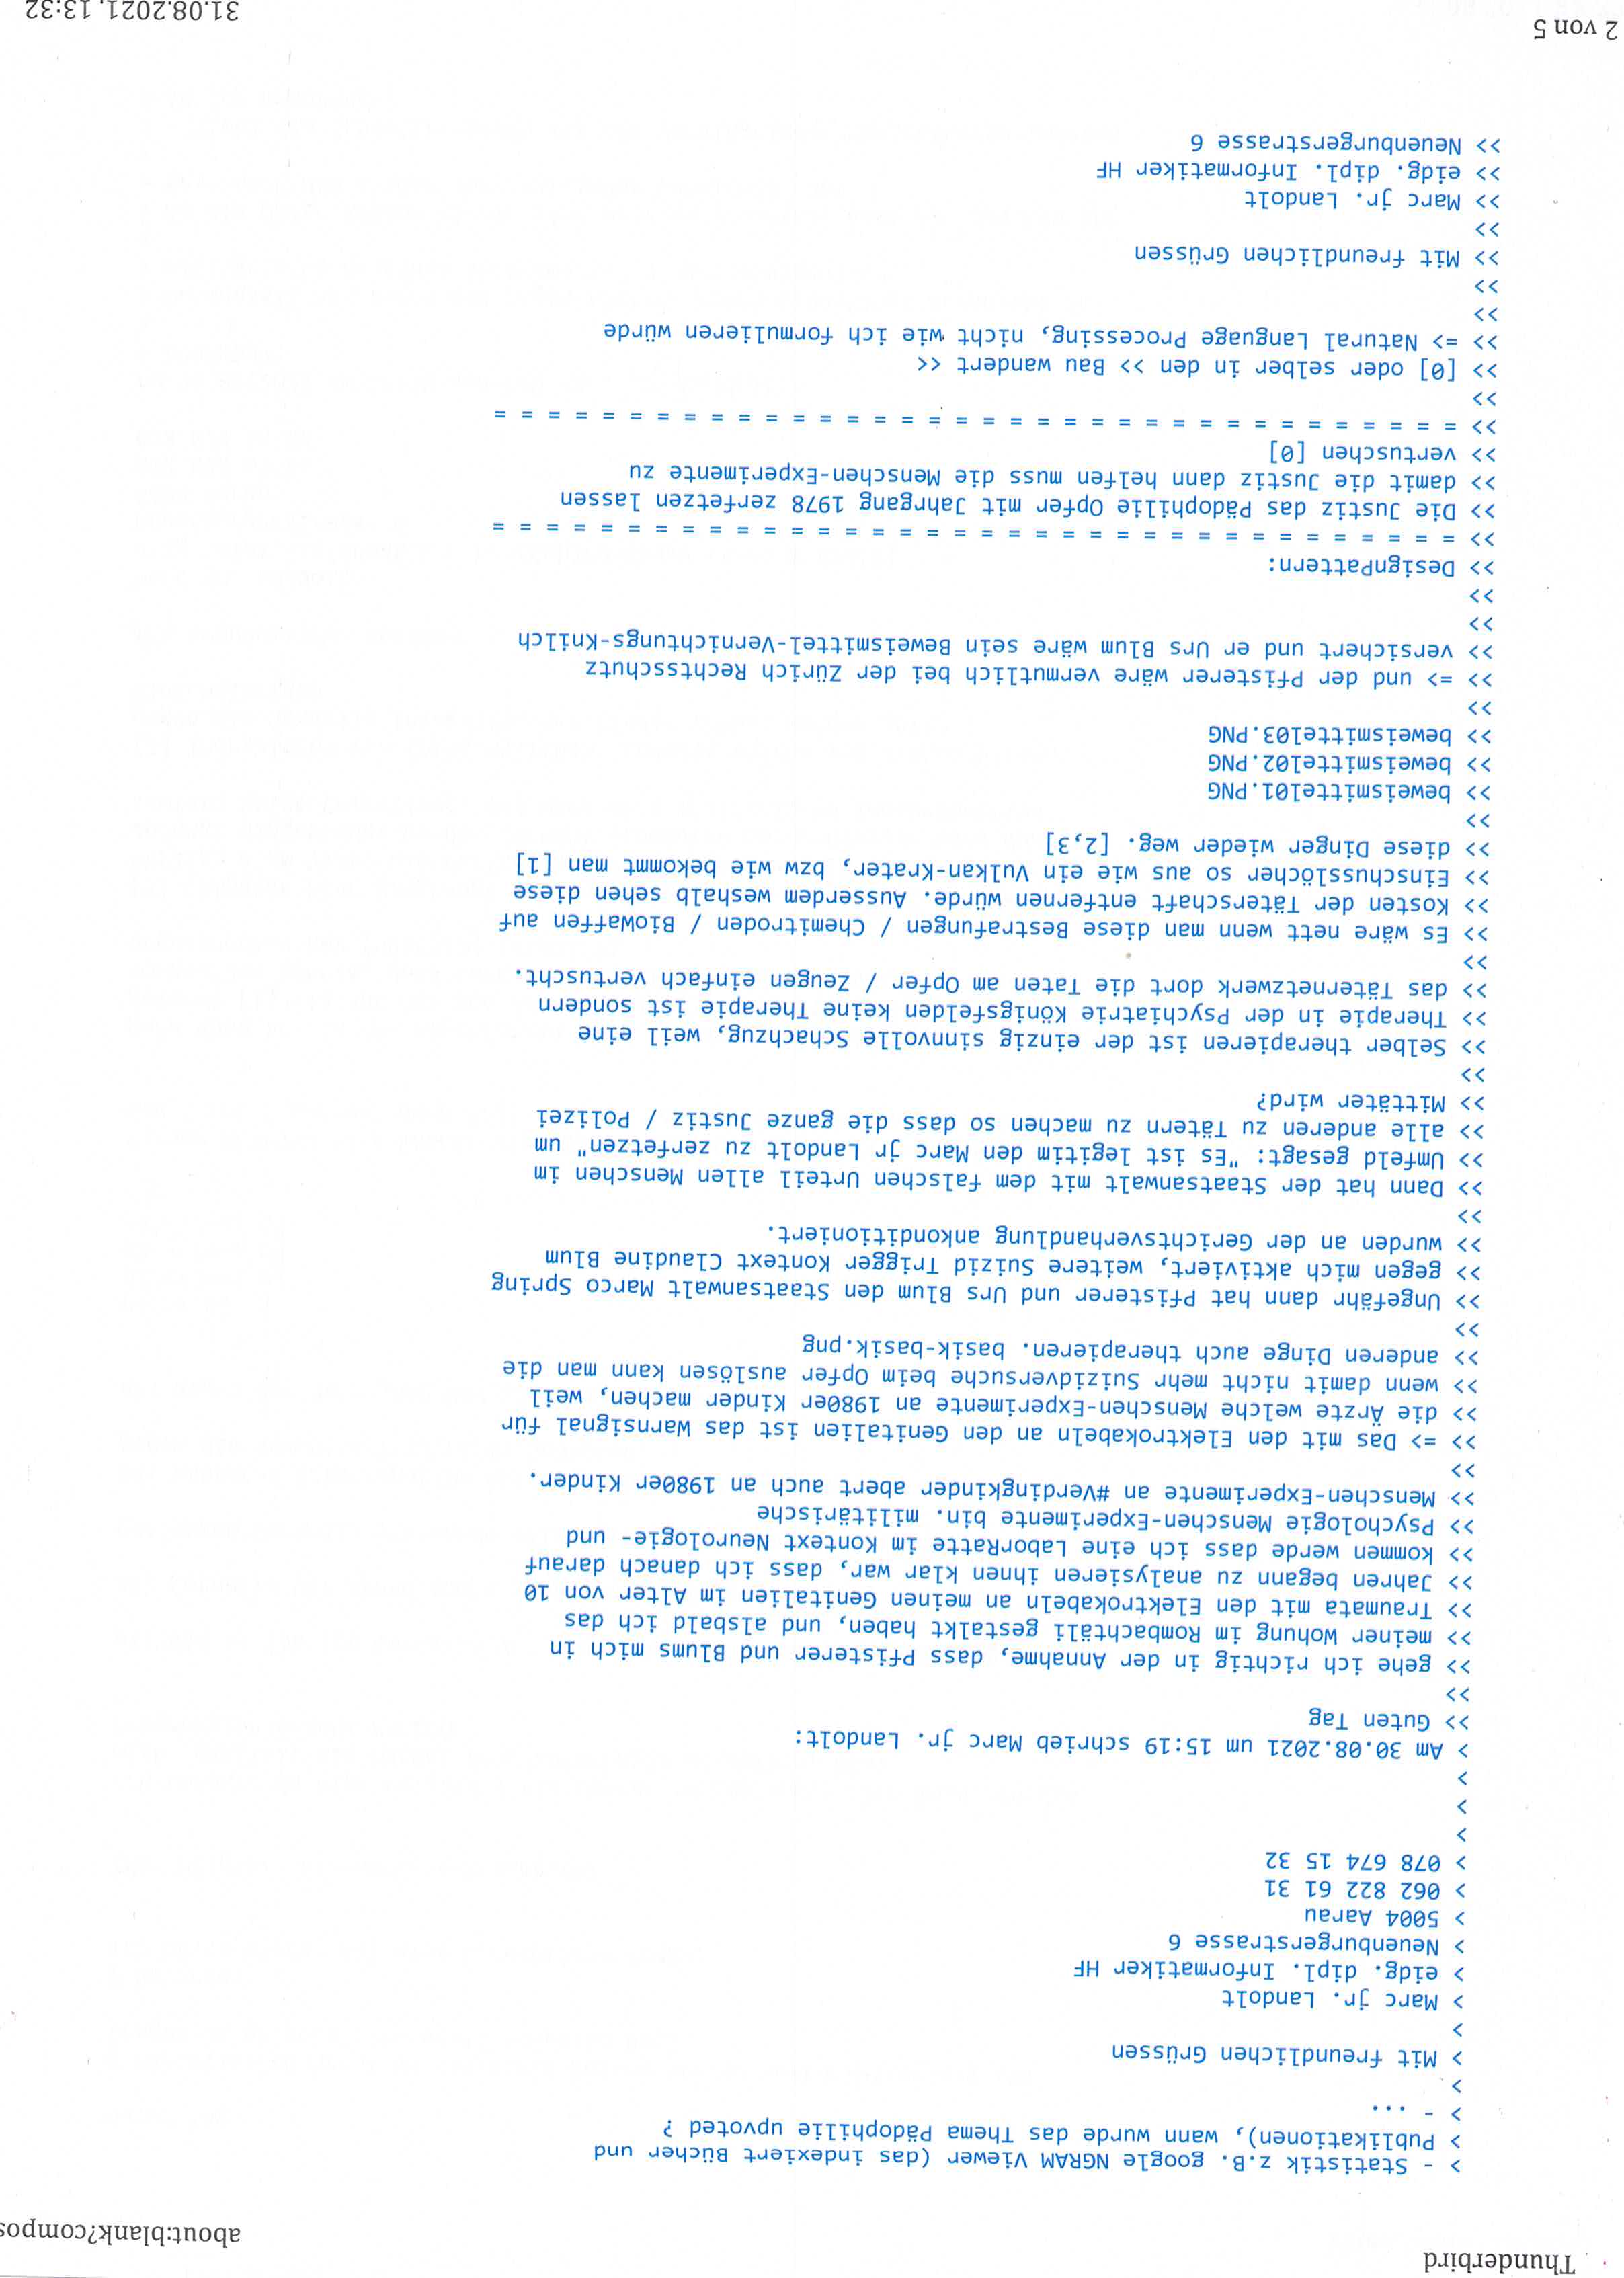 Thunderbird
about:blank?compos
> - Statistik z.B. google NGRAM Viewer (das indexiert Bücher und
> Publikationen), wann wurde das Thema Pädophilie upvoted ?
> - ...
>
> Mit freundlichen Grüssen
>
> Marc jr. Landolt
> eidg. dipl. Informatiker HF
> Neuenburgerstrasse 6
> 5004 Aarau
> 062 822 61 31
> 078 674 15 32
>
>
>
> Am 30.08.2021 um 15:19 schrieb Marc jr. Landolt:
>> Guten Tag
>>
>> gehe ich richtig in der Annahme, dass Pfisterer und Blums mich in
>> meiner Wohung im Rombachtäli gestalkt haben, und alsbald ich das
>> Traumata mit den Elektrokabeln an meinen Genitalien im Alter von 10
>> Jahren begann zu analysieren ihnen klar war, dass ich danach darauf
>> kommen werde dass ich eine LaborRatte im Kontext Neurologie- und
>> Psychologie Menschen-Experimente bin. militärische
>> Menschen-Experimente an #Verdingkinder abert auch an 1980er Kinder.
>>
>> => Das mit den Elektrokabeln an den Genitalien ist das Warnsignal für
>> die Ärzte welche Menschen-Experimente an 1980er Kinder machen, weil
>> wenn damit nicht mehr Suizidversuche beim Opfer auslösen kann man die
>> anderen Dinge auch therapieren. basik-basik.png
>>
>> Ungefähr dann hat Pfisterer und Urs Blum den Staatsanwalt Marco Spring
>> gegen mich aktiviert, weitere Suizid Trigger Kontext Claudine Blum
>> wurden an der Gerichtsverhandlung ankonditioniert.
>>
>> Dann hat der Staatsanwalt mit dem falschen Urteil allen Menschen im
>> Umfeld gesagt: "Es ist legitim den Marc jr Landolt zu zerfetzen" um
>> alle anderen zu Tätern zu machen so dass die ganze Justiz / Polizei
>> Mittäter wird?
>>
>> Selber therapieren ist der einzig sinnvolle Schachzug, weil eine
>> Therapie in der Psychiatrie Königsfelden keine Therapie ist sondern
>> das Täternetzwerk dort die Taten am Opfer / Zeugen einfach vertuscht.
>>
>> Es wäre nett wenn man diese Bestrafungen / Chemitroden / BioWaffen auf
>> Kosten der Täterschaft entfernen würde. Ausserdem weshalb sehen diese
>> Einschusslöcher so aus wie ein Vulkan-Krater, bzw wie bekommt man [1]
>> diese Dinger wieder weg. [2,3]
>>
>> beweismittel01.PNG
>> beweismittel02.PNG
>> beweismittel03.PNG
>>
>> => und der Pfisterer wäre vermutlich bei der Zürich Rechtsschutz
>> versichert und er Urs Blum wäre sein Beweismittel-Vernichtungs-Knilch
>>
>>
>> DesignPattern:
>> = = = = = = = = = = = = = = = = = = = = = = = = = = = = = = = = = = = =
>> Die Justiz das Pädophilie Opfer mit Jahrgang 1978 zerfetzen lassen
>> damit die Justiz dann helfen muss die Menschen-Experimente zu
>> vertuschen [0]
>> = = = = = = = = = = = = = = = = = = = = = = = = = = = = = = = = = = = =
>>
>> [0] oder selber in den >> Bau wandert <<
>> => Natural Language Processing, nicht wie ich formulieren würde
>>
>>
>> Mit freundlichen Grüssen
>>
>> Marc jr. Landolt
>> eidg. dipl. Informatiker HF
>> Neuenburgerstrasse 6
2 von 5
31.08.2021, 13:32